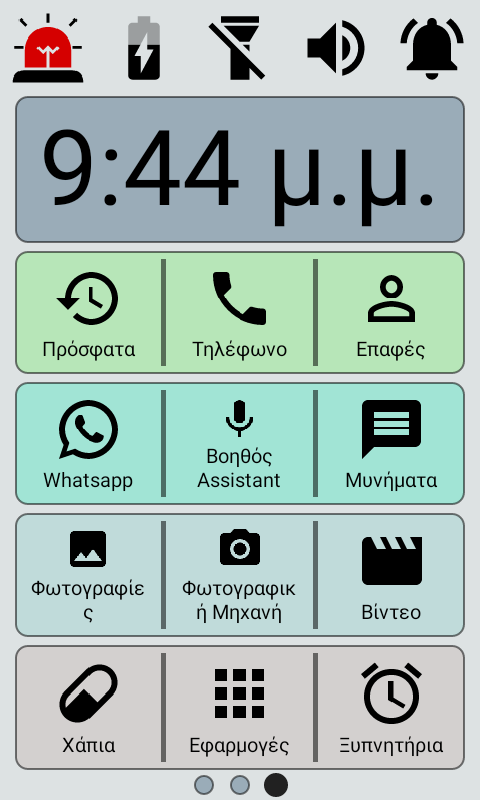 9:44 μ.μ.
Πρόσφατα
Τηλέφωνο
Επαφές
Whatsapp
Βοηθός
Assistant
Μυνήματα
Φωτογραφίε
ς
Φωτογραφικ
ή Μηχανή
Βίντεο
Χάπια
Εφαρμογές
Ξυπνητήρια